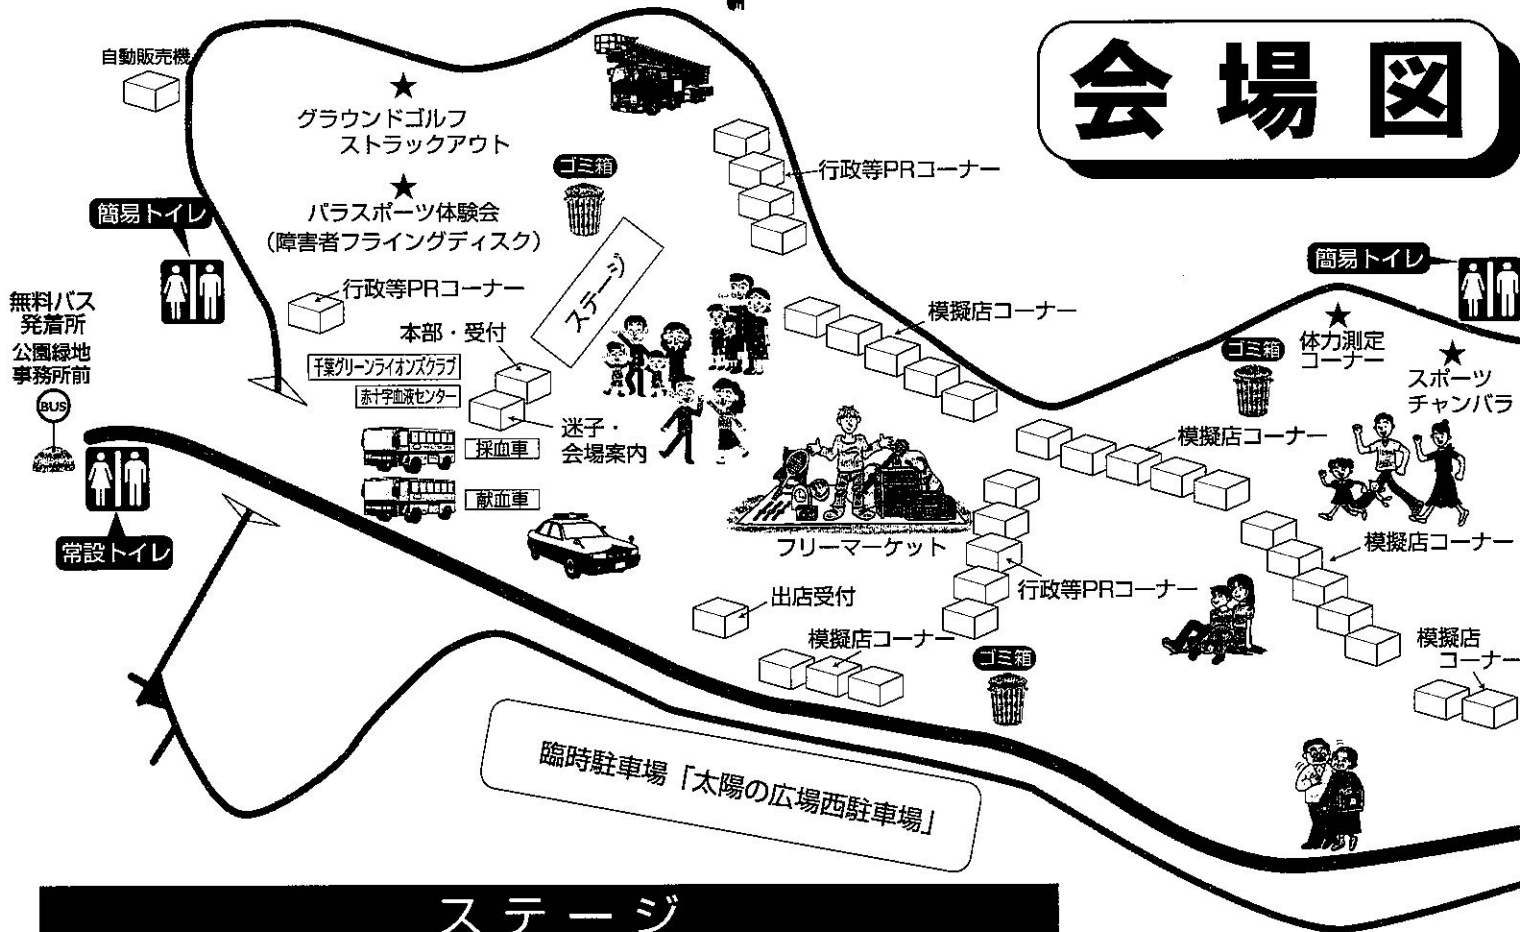 会場図
自動販売機
グラウンドゴルフ
ストラックアウト
ゴミ箱
行政等PRコーナー
パラスポーツ体験会
(障害者フライングディスク)
簡易トイレ
ステージ
簡易トイレ
無料バス
発着所
公園緑地
事務所前
BUS
行政等PRコーナー
本部・受付
千葉グリーンライオンズクラブ
赤十字血液センター
迷子・
会場案内
採血車
献血車
常設トイレ
模擬店コーナー
ゴミ箱
体力測定
コーナー
スポーツ
チャンバラ
模擬店コーナー
フリーマーケット
模擬店コーナー
行政等PRコーナー
出店受付
模擬店コーナー
ゴミ箱
模擬店
コーナー
臨時駐車場「太陽の広場西駐車場」
ステージ